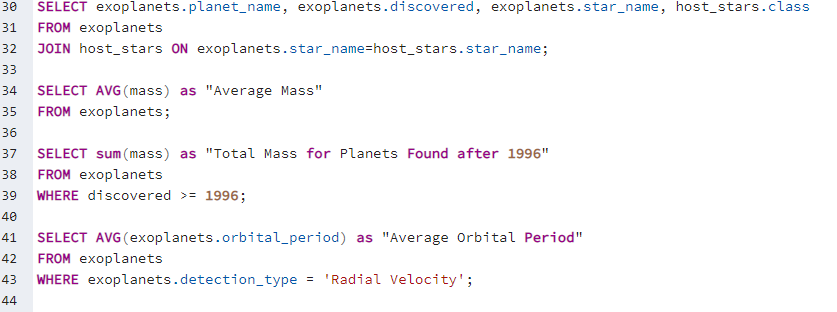 30 SELECT exoplanets.planet_name, exoplanets.discovered, exoplanets.star_name, host_stars.class
31 FROM exoplanets
32 JOIN host_stars ON exoplanets.star_name=host_stars.star_name;
33
34 SELECT AVG(mass) as "Average Mass"
35 FROM exoplanets;
36
37 SELECT sum(mass) as "Total Mass for Planets Found after 1996"
38 FROM exoplanets
39 WHERE discovered >= 1996;
40
41 SELECT AVG(exoplanets.orbital_period) as "Average Orbital Period"
42 FROM exoplanets
43 WHERE exoplanets.detection_type = 'Radial Velocity';
44